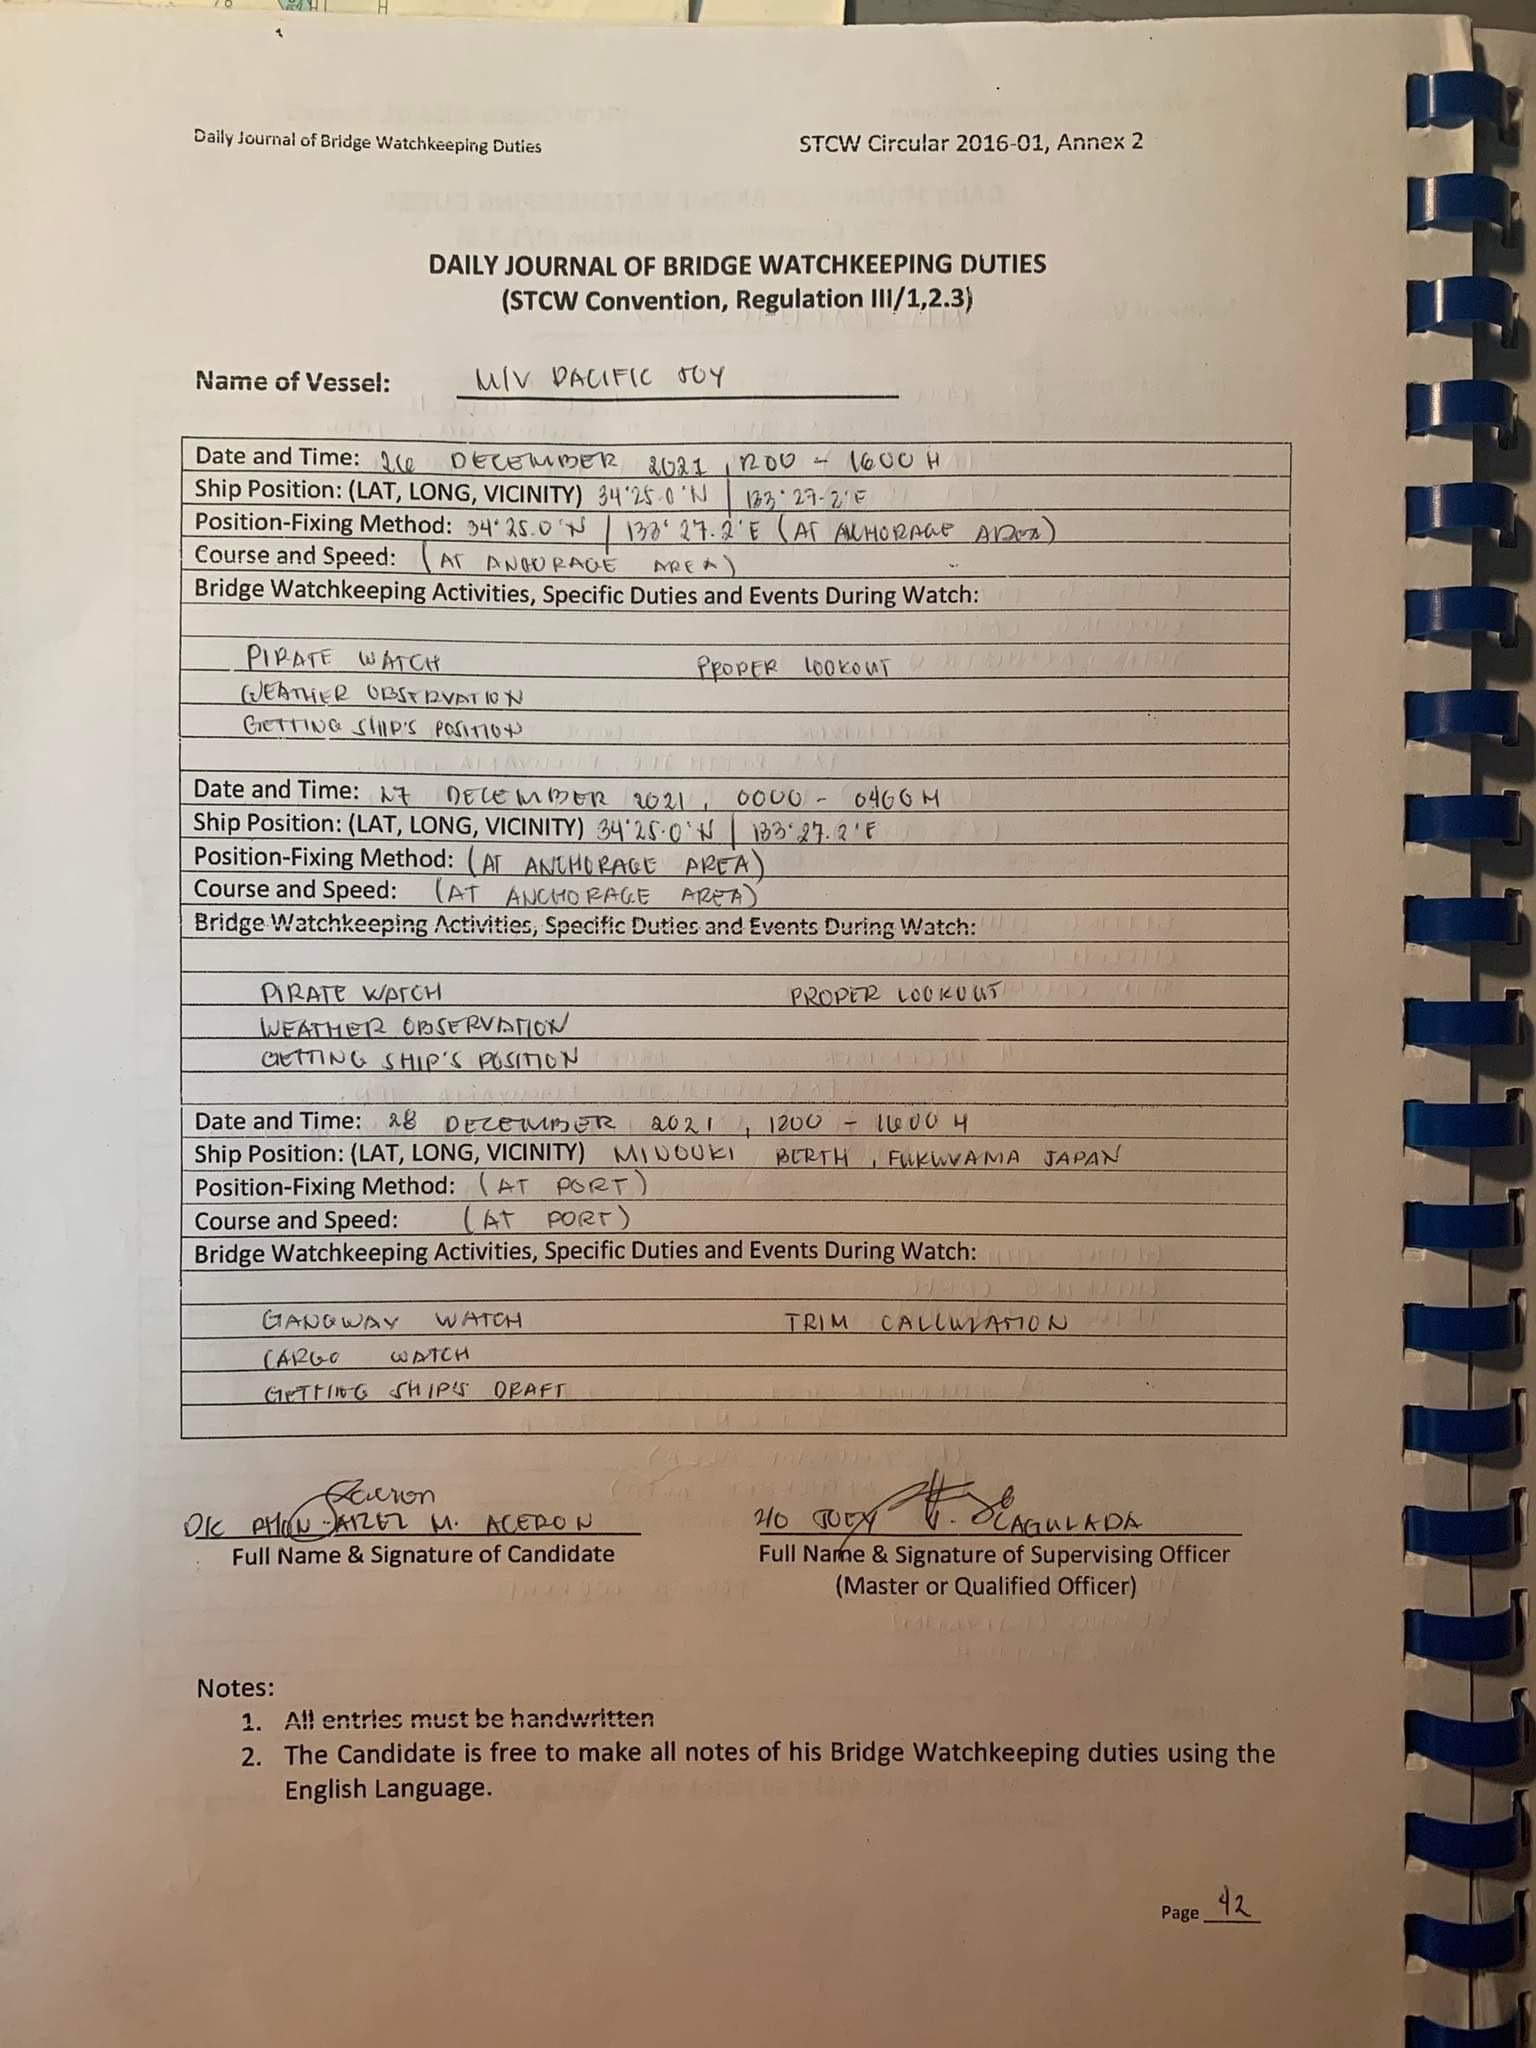 Daily Journal of Bridge Watchkeeping Duties STCW Circular 2016-01, Annex 2
DAILY JOURNAL OF BRIDGE WATCHKEEPING DUTIES
(STCW Convention, Regulation III/1,2.3)
Name of Vessel: M/V PACIFIC JOY
Date and Time: 26 DECEMBER 2021, 1200 - 1600 H
Ship Position: (LAT, LONG, VICINITY) 34°25.0'N | 133°27.2'E
Position-Fixing Method: 34°25.0'N / 133°27.2'E (AT ANCHORAGE AREA)
Course and Speed: (AT ANCORAGE AREA)
Bridge Watchkeeping Activities, Specific Duties and Events During Watch:
PIRATE WATCH PROPER LOOKOUT
WEATHER OBSERVATION
GETTING SHIP'S POSITION
Date and Time: 27 DECEMBER 2021, 0000 - 0400 H
Ship Position: (LAT, LONG, VICINITY) 34°25.0'N | 133°27.2'E
Position-Fixing Method: (AT ANCHORAGE AREA)
Course and Speed: (AT ANCHORAGE AREA)
Bridge Watchkeeping Activities, Specific Duties and Events During Watch:
PIRATE WATCH PROPER LOOKOUT
WEATHER OBSERVATION
GETTING SHIP'S POSITION
Date and Time: 28 DECEMBER 2021, 1200 - 1600 H
Ship Position: (LAT, LONG, VICINITY) MINOUKI BERTH, FUKUYAMA JAPAN
Position-Fixing Method: (AT PORT)
Course and Speed: (AT PORT)
Bridge Watchkeeping Activities, Specific Duties and Events During Watch:
GANGWAY WATCH TRIM CALCULATION
CARGO WATCH
GETTING SHIP'S DRAFT
D/C M. ACERON 2/O JOEY CAGULADA
Full Name & Signature of Candidate Full Name & Signature of Supervising Officer
(Master or Qualified Officer)
Notes:
1. All entries must be handwritten
2. The Candidate is free to make all notes of his Bridge Watchkeeping duties using the
English Language.
Page 42